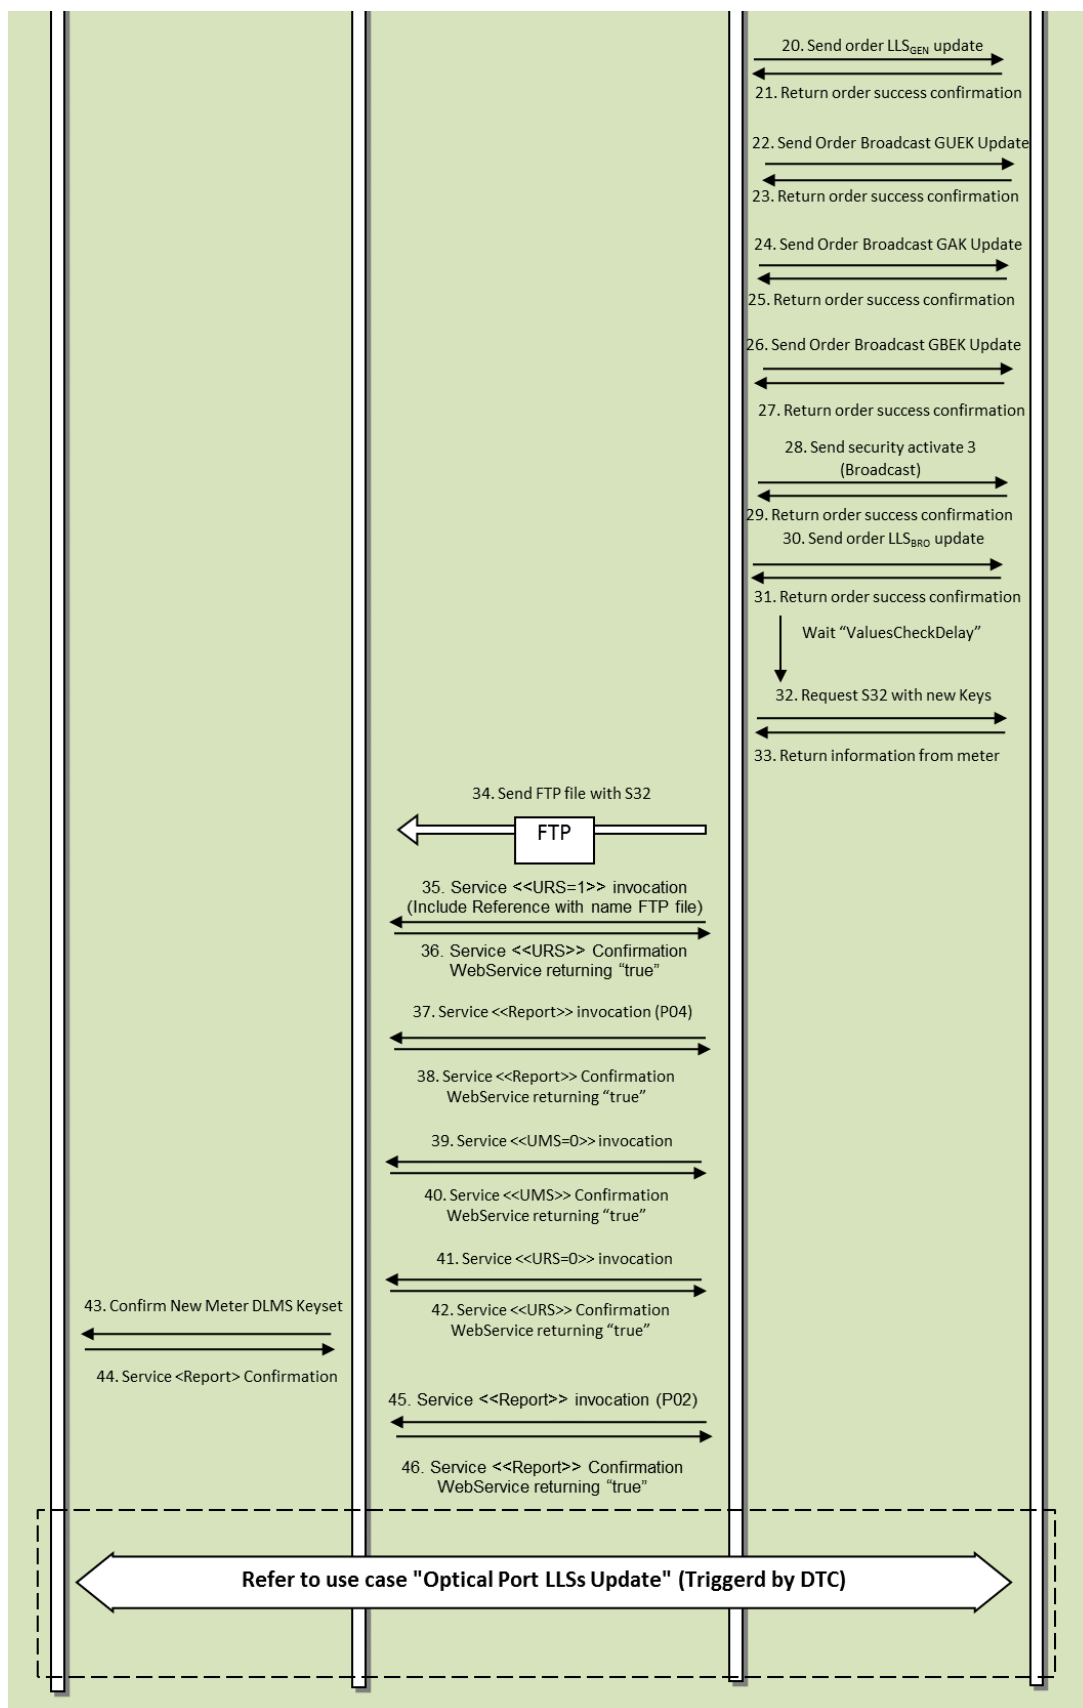 20. Send order LLSGEN update
21. Return order success confirmation
22. Send Order Broadcast GUEK Update
23. Return order success confirmation
24. Send Order Broadcast GAK Update
25. Return order success confirmation
26. Send Order Broadcast GBEK Update
27. Return order success confirmation
28. Send security activate 3
(Broadcast)
29. Return order success confirmation
30. Send order LLSBRO update
31. Return order success confirmation
Wait “ValuesCheckDelay”
32. Request S32 with new Keys
33. Return information from meter
34. Send FTP file with S32
FTP
35. Service <<URS=1>> invocation
(Include Reference with name FTP file)
36. Service <<URS>> Confirmation
WebService returning “true”
37. Service <<Report>> invocation (P04)
38. Service <<Report>> Confirmation
WebService returning “true”
39. Service <<UMS=0>> invocation
40. Service <<UMS>> Confirmation
WebService returning “true”
41. Service <<URS=0>> invocation
42. Service <<URS>> Confirmation
WebService returning “true”
43. Confirm New Meter DLMS Keyset
44. Service <Report> Confirmation
45. Service <<Report>> invocation (P02)
46. Service <<Report>> Confirmation
WebService returning “true”
Refer to use case "Optical Port LLSs Update" (Triggerd by DTC)